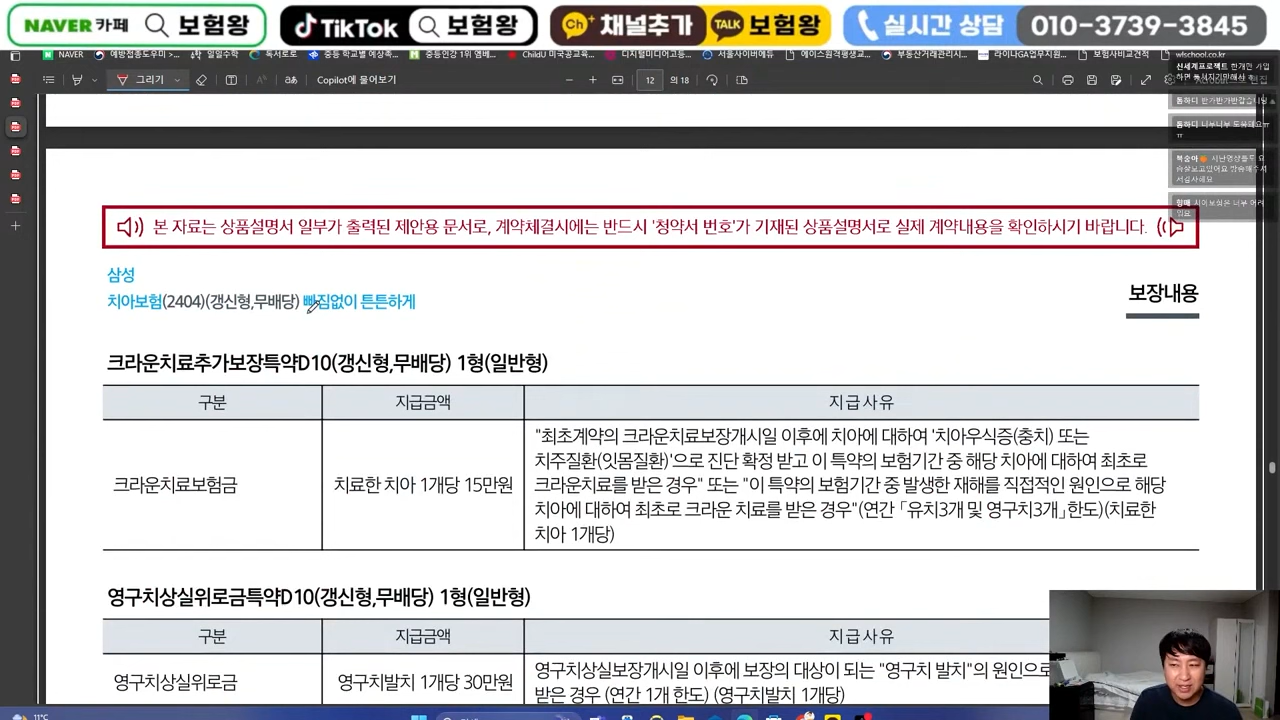 NAVER 카페 보험왕
TikTok 보험왕
Ch+ 채널추가 TALK 보험왕
실시간 상담 010-3739-3845
NAVER
독서로로
그리기
Copilot에 물어보기
12 의 18
본 자료는 상품설명서 일부가 출력된 제안용 문서로, 계약체결시에는 반드시 '청약서 번호'가 기재된 상품설명서로 실제 계약내용을 확인하시기 바랍니다.
삼성
치아보험(2404)(갱신형,무배당) 빠짐없이 튼튼하게
보장내용
크라운치료추가보장특약D10(갱신형,무배당) 1형(일반형)
구분 지급금액 지급사유
크라운치료보험금 치료한 치아 1개당 15만원
"최초계약의 크라운치료보장개시일 이후에 치아에 대하여 '치아우식증(충치) 또는
치주질환(잇몸질환)'으로 진단 확정 받고 이 특약의 보험기간 중 해당 치아에 대하여 최초로
크라운치료를 받은 경우" 또는 "이 특약의 보험기간 중 발생한 재해를 직접적인 원인으로 해당
치아에 대하여 최초로 크라운 치료를 받은 경우"(연간 「유치3개 및 영구치3개」한도)(치료한
치아 1개당)
영구치상실위로금특약D10(갱신형,무배당) 1형(일반형)
구분 지급금액 지급사유
영구치상실위로금 영구치발치 1개당 30만원
영구치상실보장개시일 이후에 보장의 대상이 되는 "영구치 발치"의 원인으로
받은 경우 (연간 1개 한도) (영구치발치 1개당)
11°C